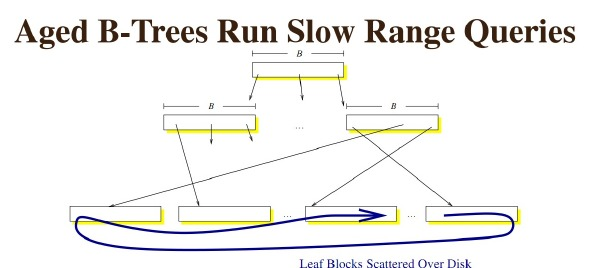 Aged B-Trees Run Slow Range Queries
B
B
B
...
... ...
Leaf Blocks Scattered Over Disk